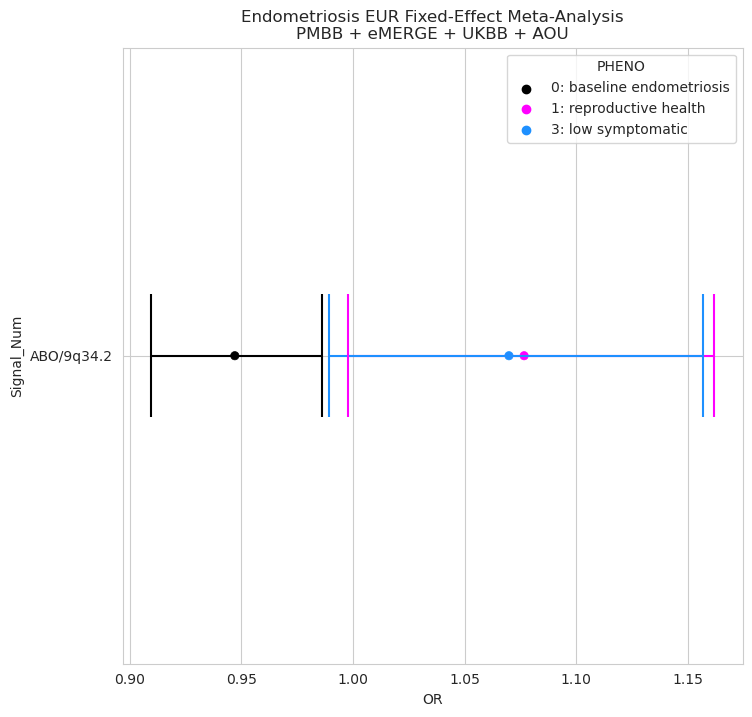 Endometriosis EUR Fixed-Effect Meta-Analysis
PMBB + eMERGE + UKBB + AOU
PHENO
0: baseline endometriosis
1: reproductive health
3: low symptomatic
Signal_Num
ABO/9q34.2
0.90 0.95 1.00 1.05 1.10 1.15
OR